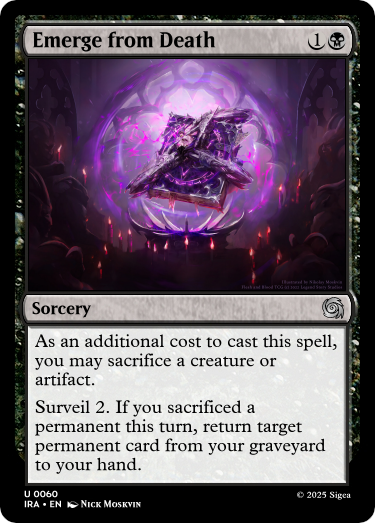 Emerge from Death 1
Sorcery
As an additional cost to cast this spell,
you may sacrifice a creature or
artifact.
Surveil 2. If you sacrificed a
permanent this turn, return target
permanent card from your graveyard
to your hand.
U 0060
IRA • EN Nick Moskvin
© 2025 Sigea